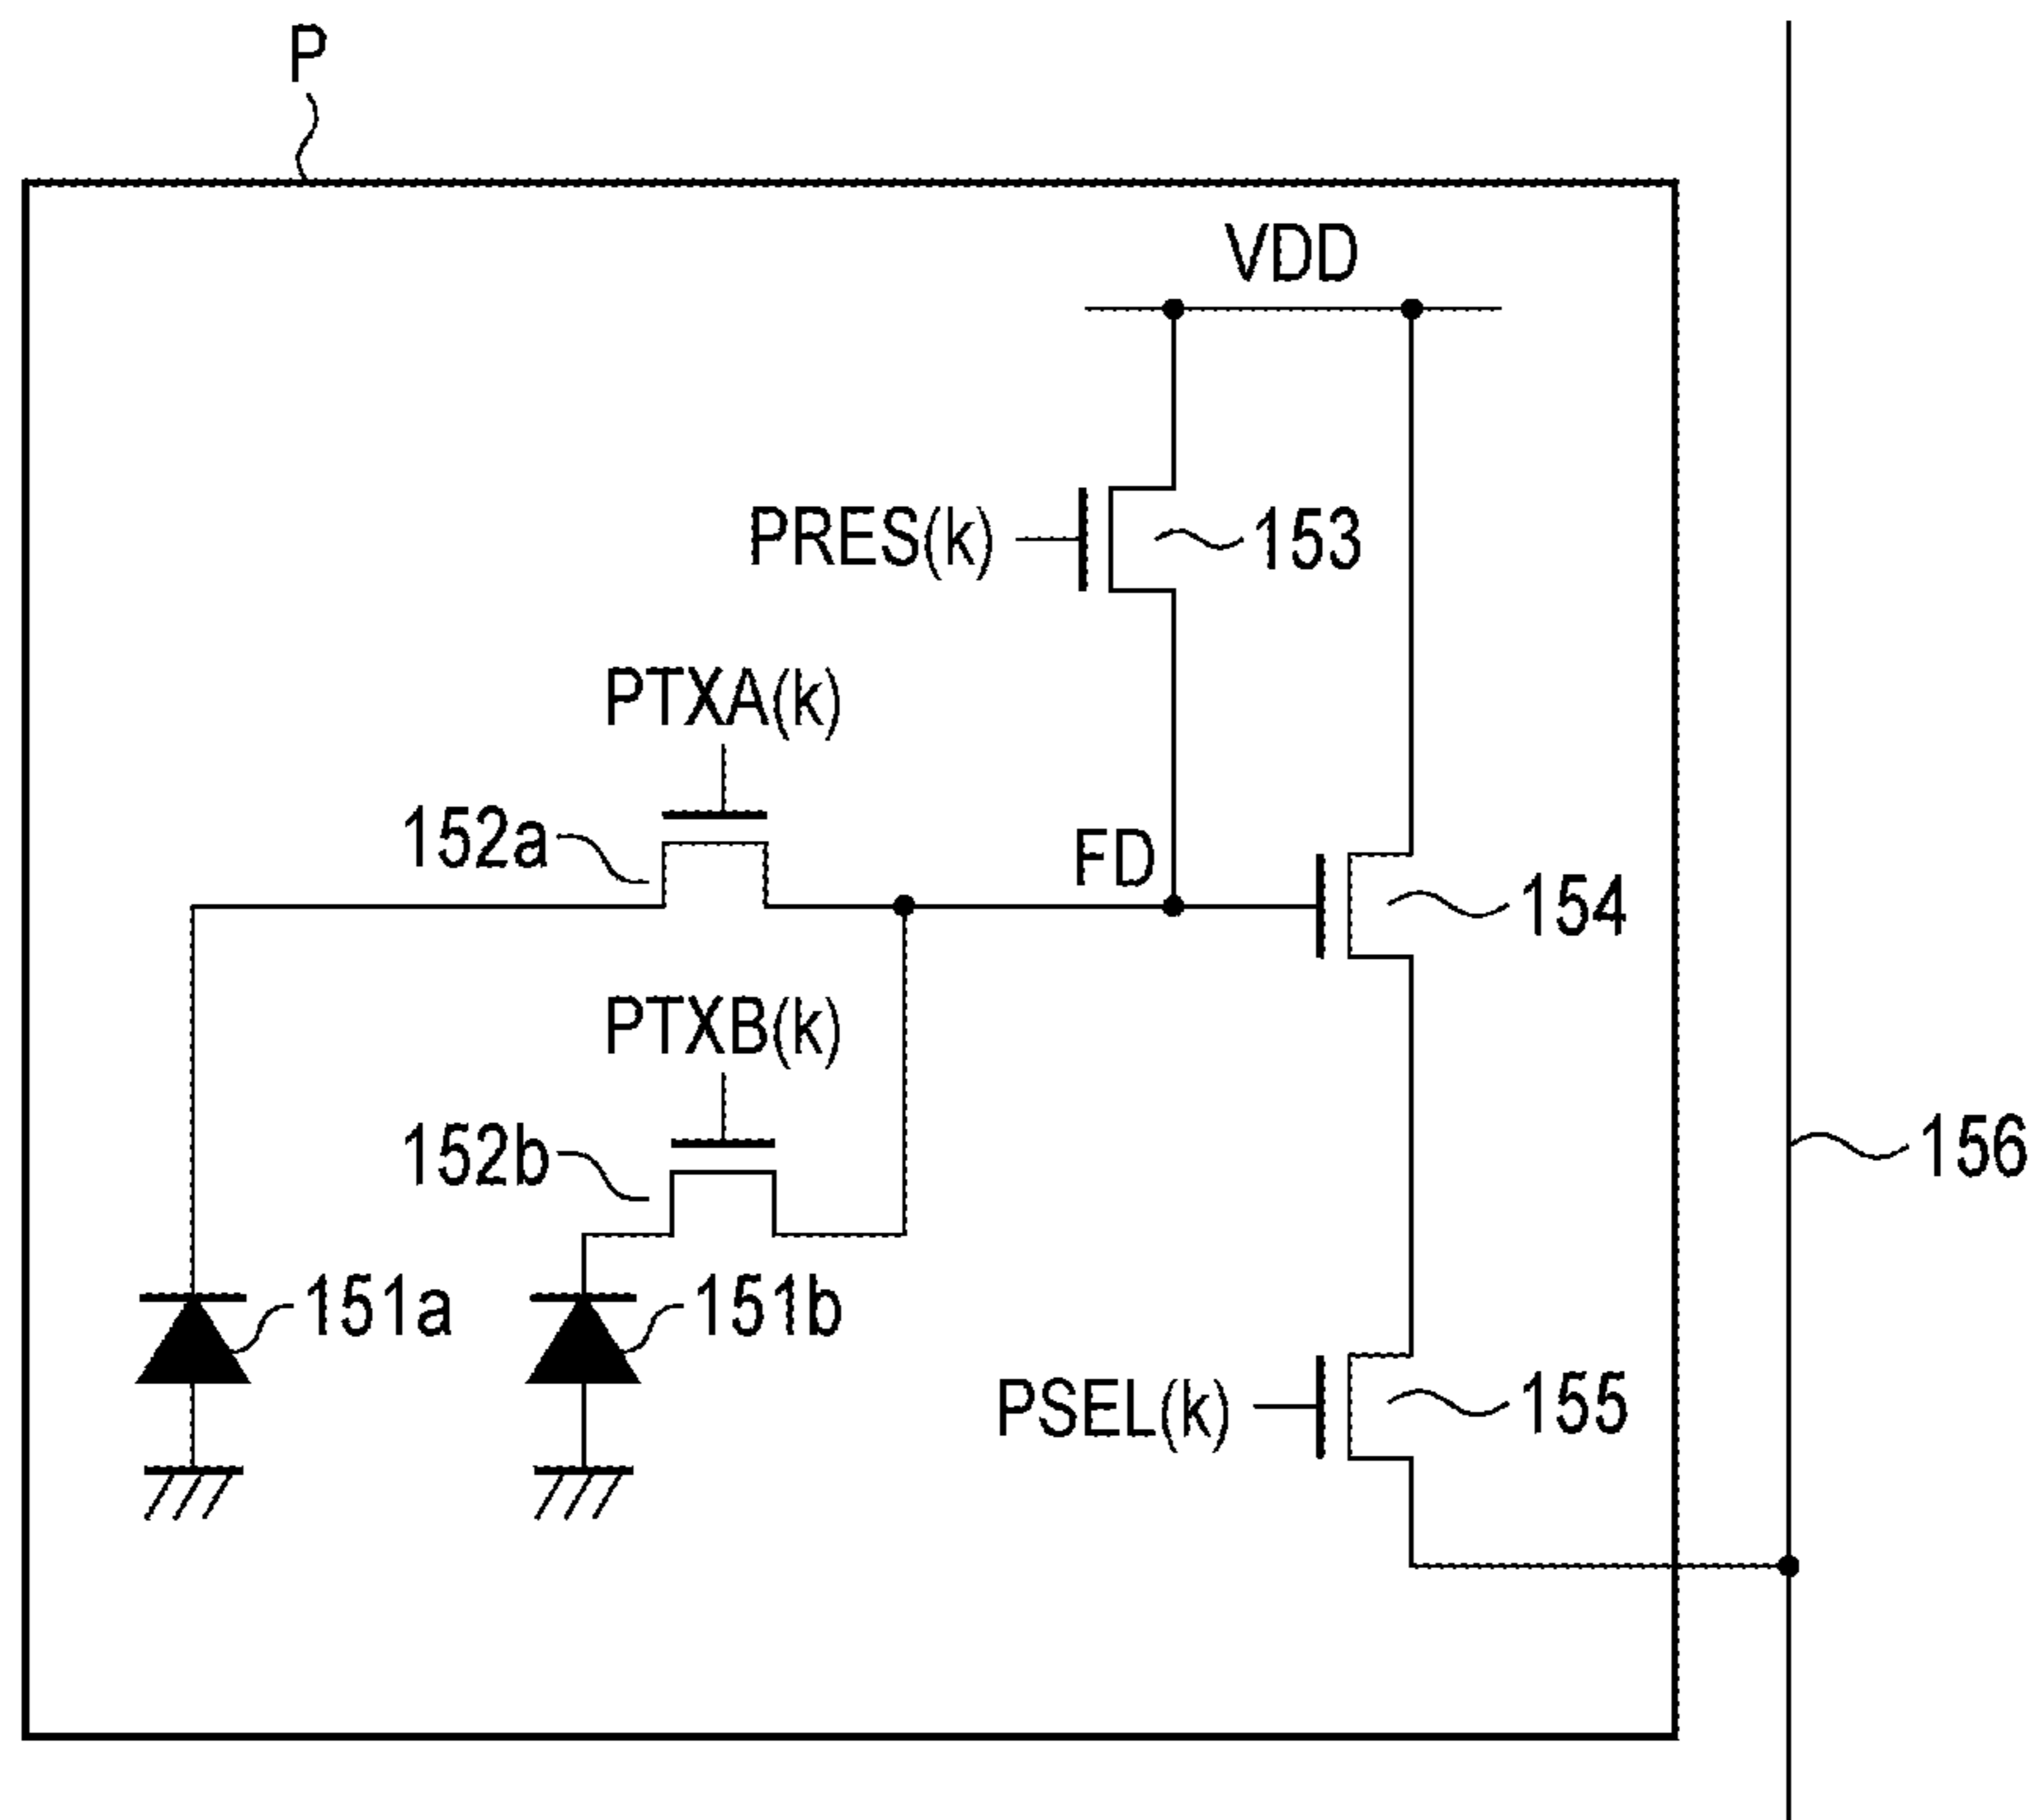 P
VDD
PRES(k)
153
PTXA(k)
152a
FD
154
PTXB(k)
152b
156
151a
151b
PSEL(k)
155